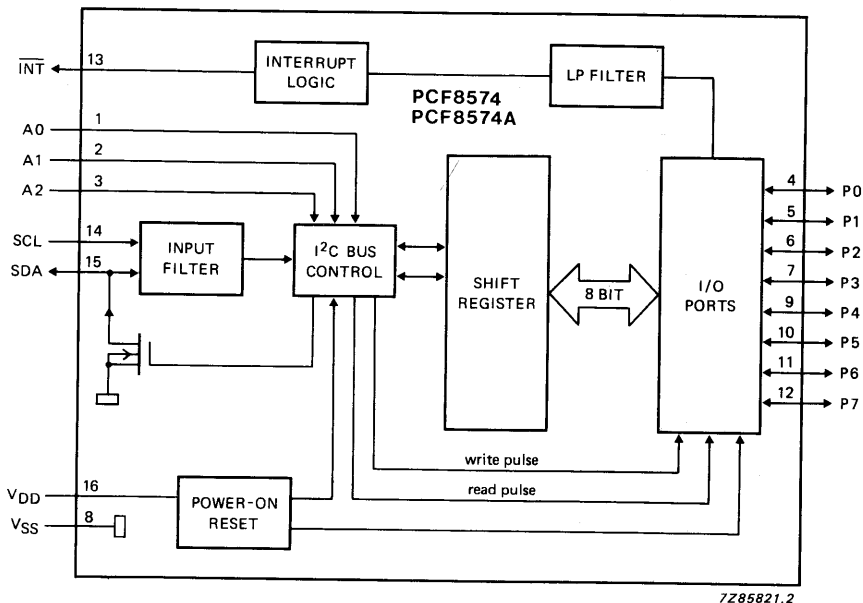 INT
13
INTERRUPT
LOGIC
LP FILTER
PCF8574
PCF8574A
A0
1
A1
2
A2
3
SCL
14
SDA
15
INPUT
FILTER
I²C BUS
CONTROL
SHIFT
REGISTER
8 BIT
I/O
PORTS
4
P0
5
P1
6
P2
7
P3
9
P4
10
P5
11
P6
12
P7
write pulse
read pulse
VDD
16
VSS
8
POWER-ON
RESET
7Z85821.2